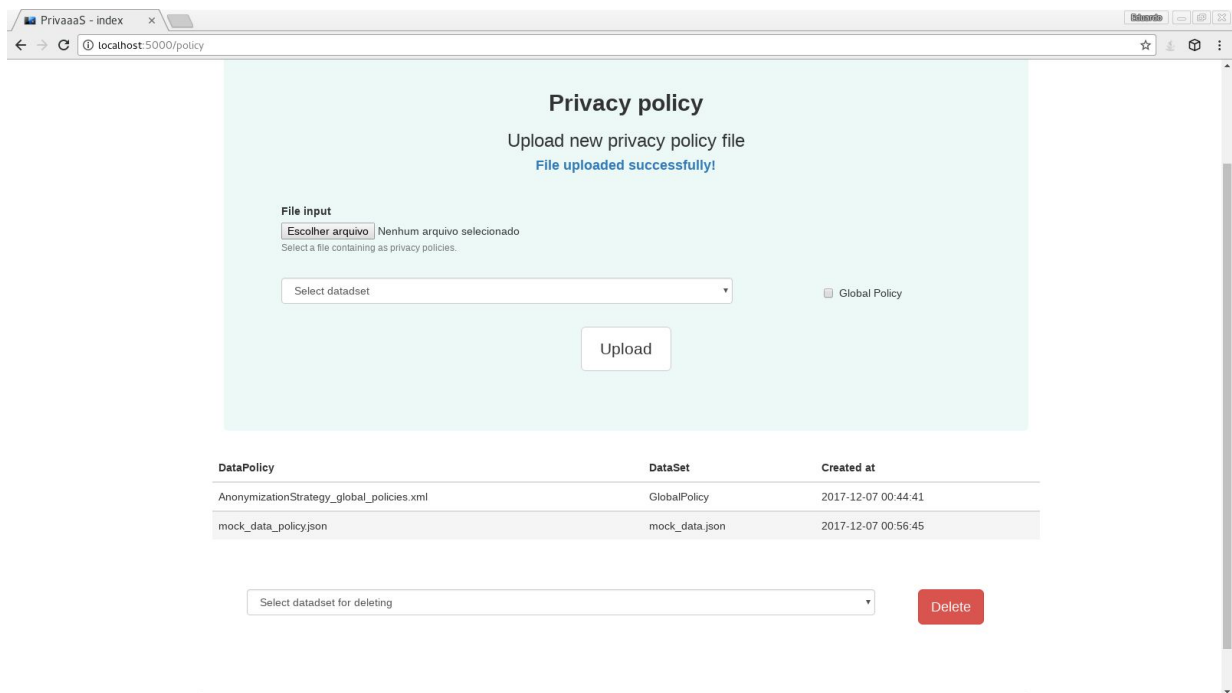 PrivaaaS - index
Eduardo
localhost:5000/policy
Privacy policy
Upload new privacy policy file
File uploaded successfully!
File input
Escolher arquivo Nenhum arquivo selecionado
Select a file containing as privacy policies.
Select datadset
Global Policy
Upload
DataPolicy DataSet Created at
AnonymizationStrategy_global_policies.xml GlobalPolicy 2017-12-07 00:44:41
mock_data_policy.json mock_data.json 2017-12-07 00:56:45
Select datadset for deleting
Delete